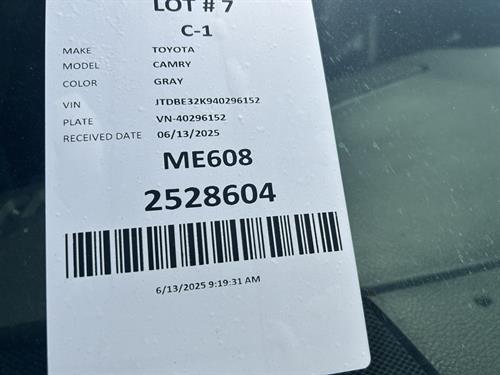 LOT # 7
C-1
MAKE TOYOTA
MODEL CAMRY
COLOR GRAY
VIN JTDBE32K940296152
PLATE VN-40296152
RECEIVED DATE 06/13/2025
ME608
2528604
6/13/2025 9:19:31 AM